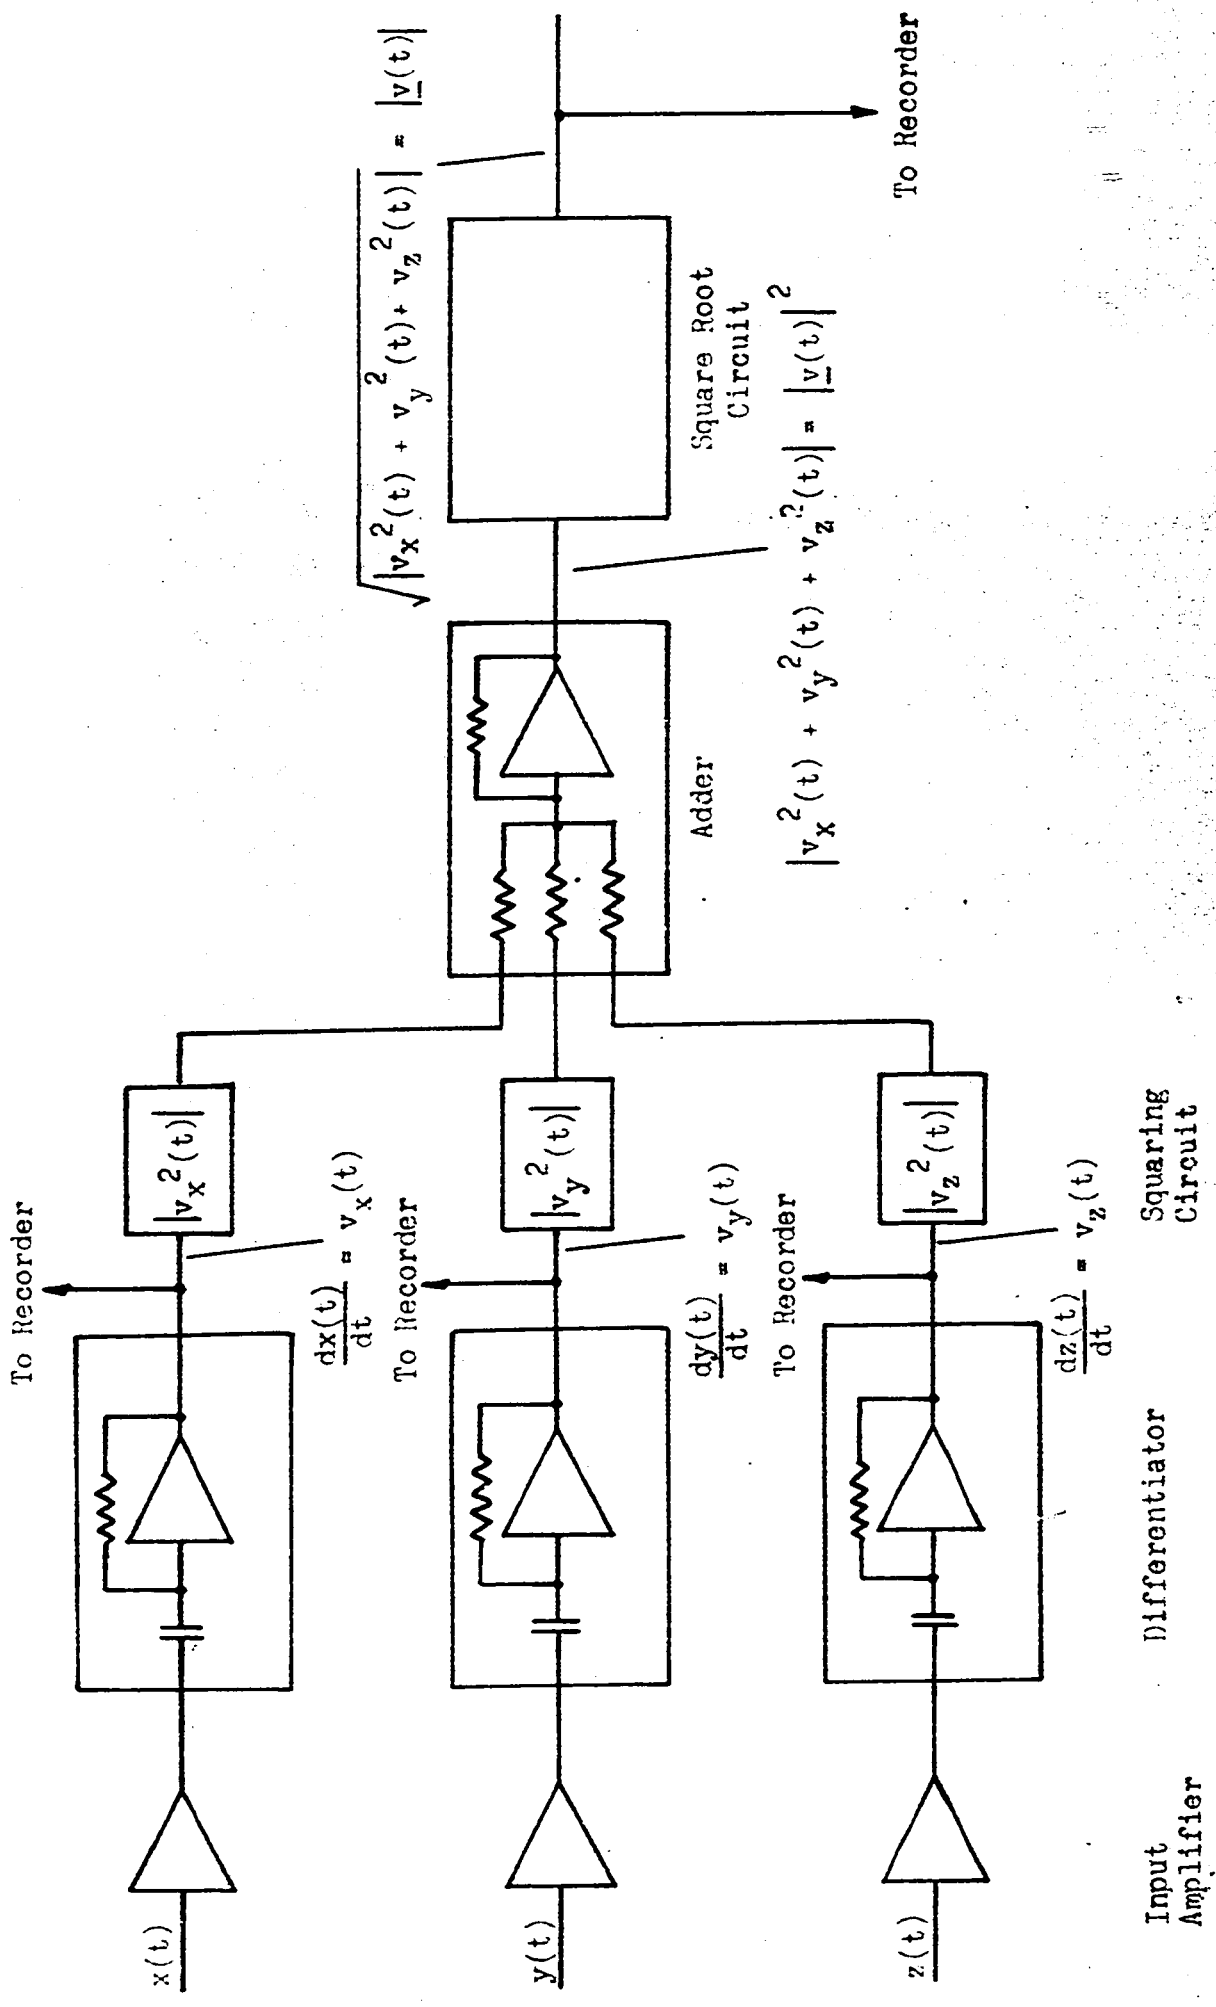 To Recorder
x(t)
|v_x^2(t)|
dx(t)/dt = v_x(t)
To Recorder
y(t)
|v_y^2(t)|
dy(t)/dt = v_y(t)
To Recorder
z(t)
|v_z^2(t)|
dz(t)/dt = v_z(t)
Input
Amplifier
Differentiator
Squaring
Circuit
Adder
|v_x^2(t) + v_y^2(t) + v_z^2(t)| = |v(t)|^2
Square Root
Circuit
√|v_x^2(t) + v_y^2(t) + v_z^2(t)| = |v(t)|
To Recorder